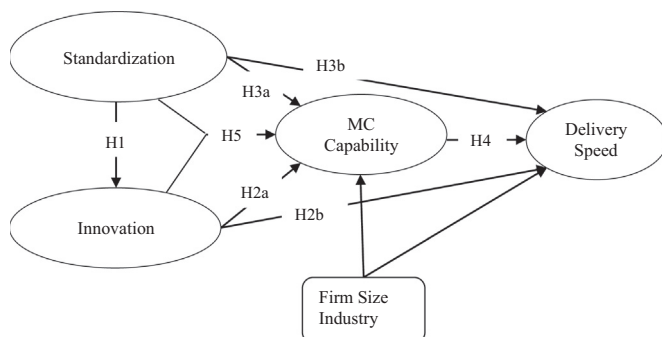 Standardization
H3b
H3a
MC
Capability
Delivery
Speed
H1
H5
H4
H2a
Innovation
H2b
Firm Size
Industry